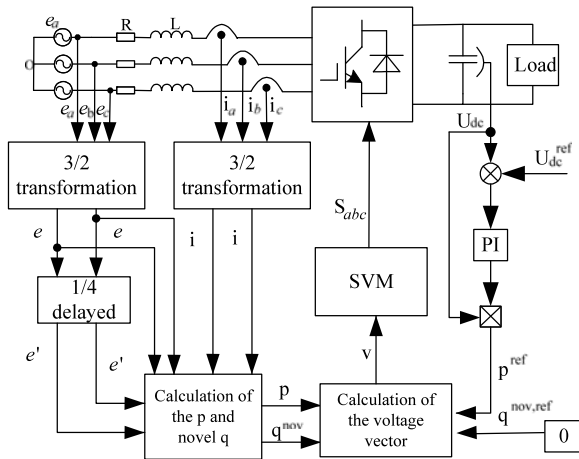 e_a
R L
O
e_a e_b e_c
i_a i_b i_c
Load
U_dc
U_dc^ref
3/2
transformation
3/2
transformation
S_abc
PI
e e
i i
1/4
delayed
SVM
e' e'
v
p^ref
Calculation of
the p and
novel q
p
q^nov
Calculation of
the voltage
vector
q^nov,ref
0